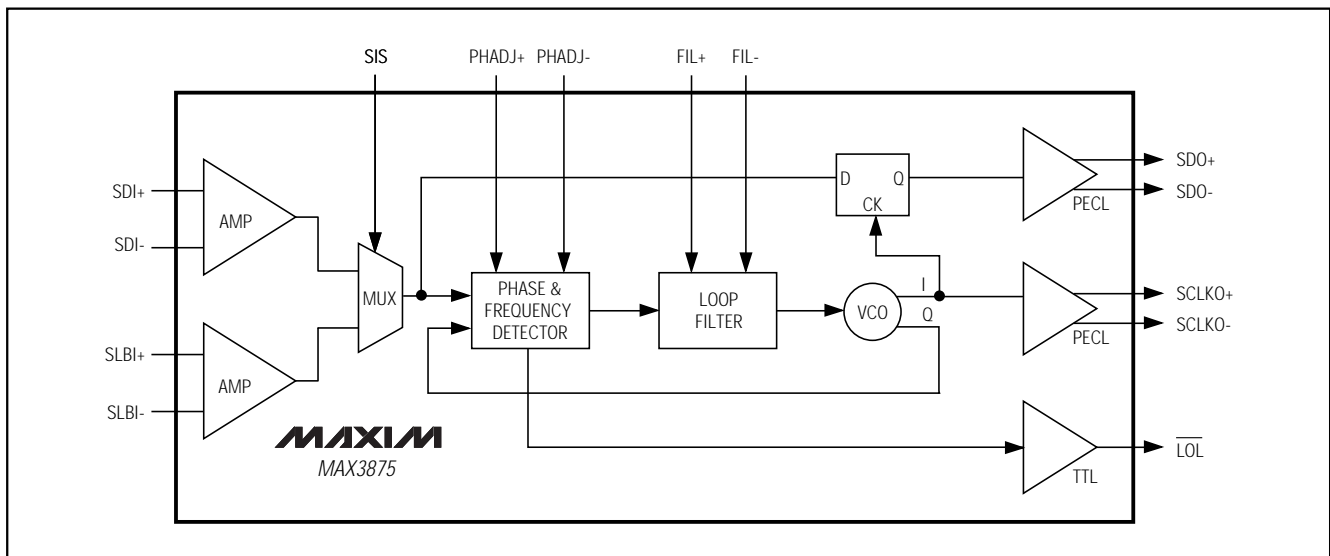 SIS
PHADJ+
PHADJ-
FIL+
FIL-
SDI+
SDI-
AMP
SLBI+
SLBI-
AMP
MUX
PHASE &
FREQUENCY
DETECTOR
LOOP
FILTER
VCO
I
Q
D
Q
CK
PECL
SDO+
SDO-
PECL
SCLKO+
SCLKO-
TTL
LOL
MAXIM
MAX3875